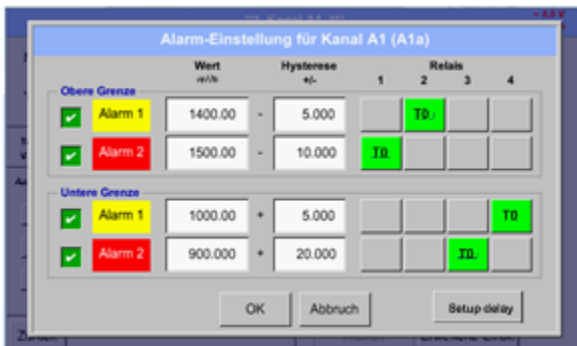 Alarm-Einstellung für Kanal A1 (A1a)
Wert Hysterese Relais
m³/h +/- 1 2 3 4
Obere Grenze
Alarm 1 1400.00 - 5.000 T0
Alarm 2 1500.00 - 10.000 T0
Untere Grenze
Alarm 1 1000.00 + 5.000 T0
Alarm 2 900.000 + 20.000 T0
OK Abbruch Setup delay
Zurück